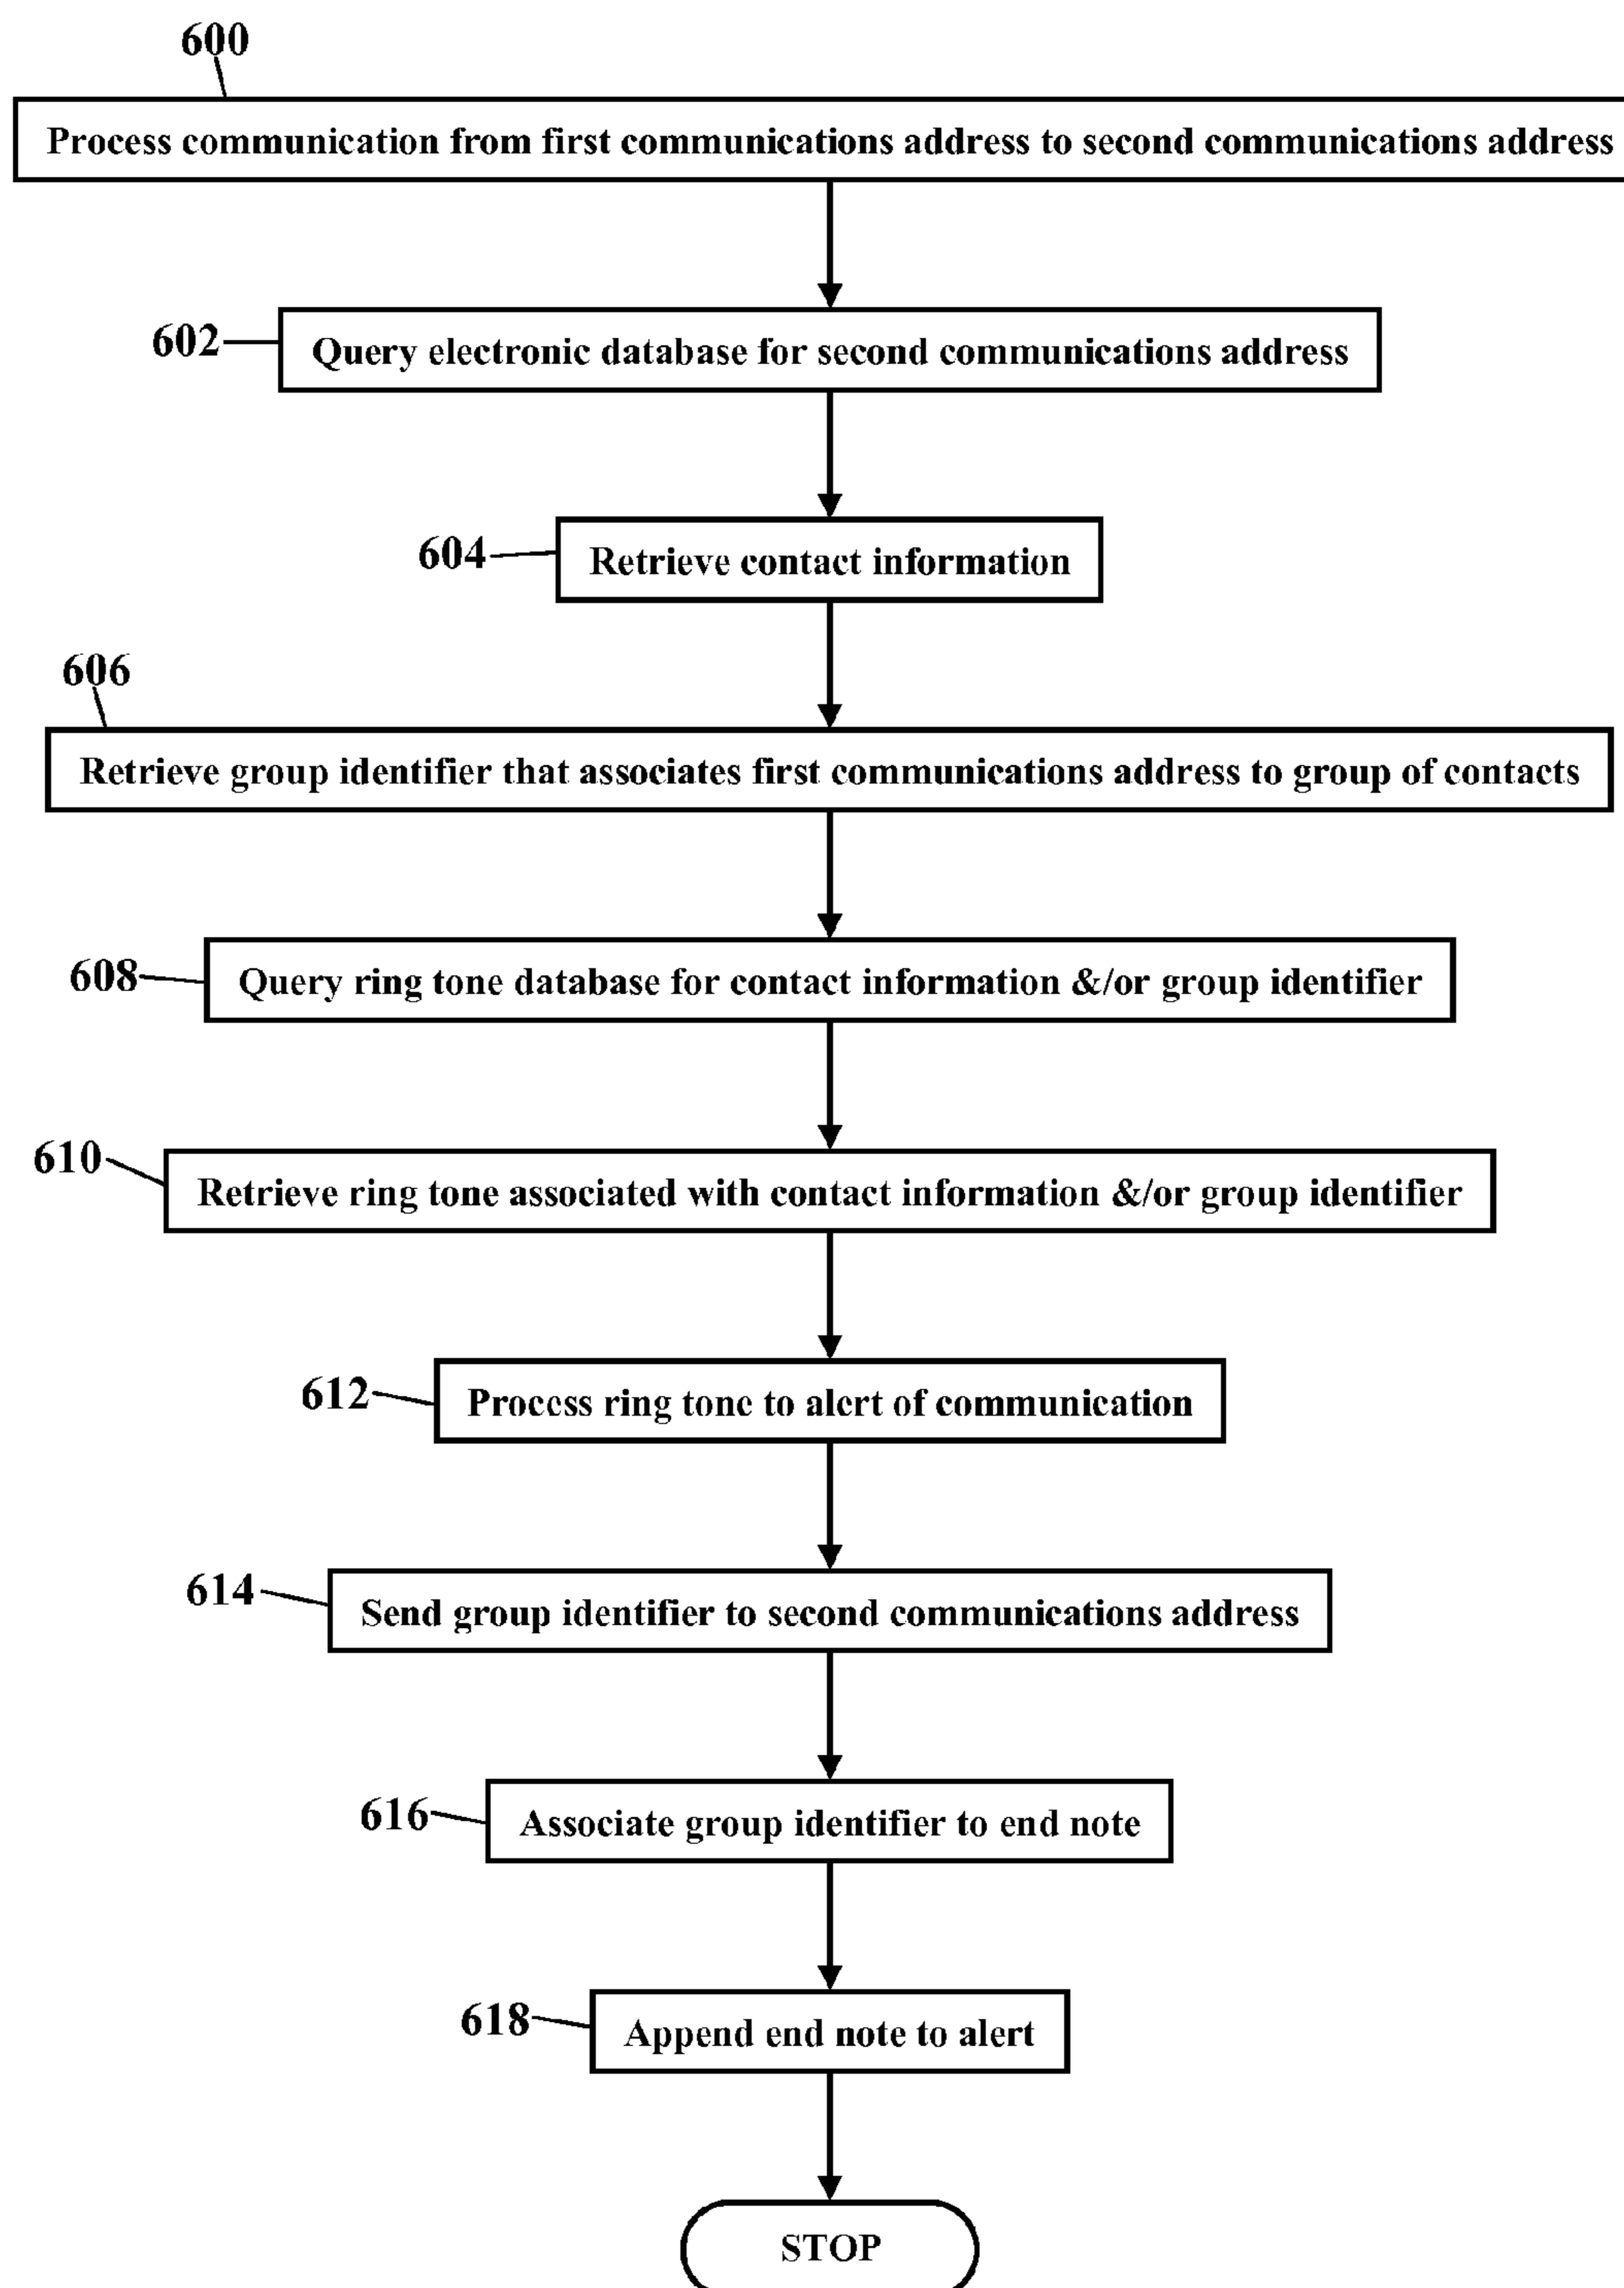 600
Process communication from first communications address to second communications address
602
Query electronic database for second communications address
604
Retrieve contact information
606
Retrieve group identifier that associates first communications address to group of contacts
608
Query ring tone database for contact information &/or group identifier
610
Retrieve ring tone associated with contact information &/or group identifier
612
Process ring tone to alert of communication
614
Send group identifier to second communications address
616
Associate group identifier to end note
618
Append end note to alert
STOP